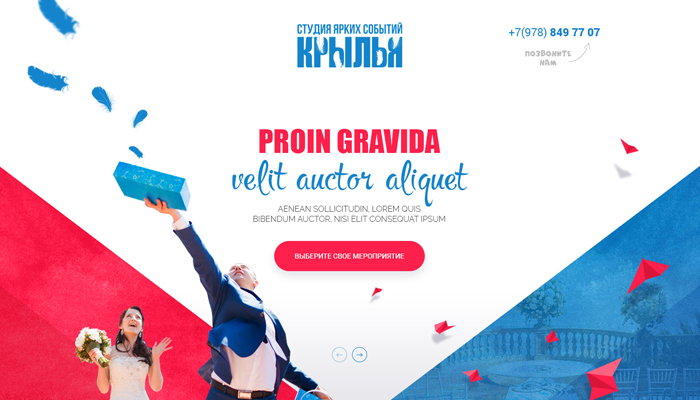 СТУДИЯ ЯРКИХ СОБЫТИЙ
КРЫЛЬЯ
+7(978) 849 77 07
ПОЗВОНИТЕ
НАМ
PROIN GRAVIDA
velit auctor aliquet
AENEAN SOLLICITUDIN, LOREM QUIS
BIBENDUM AUCTOR, NISI ELIT CONSEQUAT IPSUM
ВЫБЕРИТЕ СВОЕ МЕРОПРИЯТИЕ